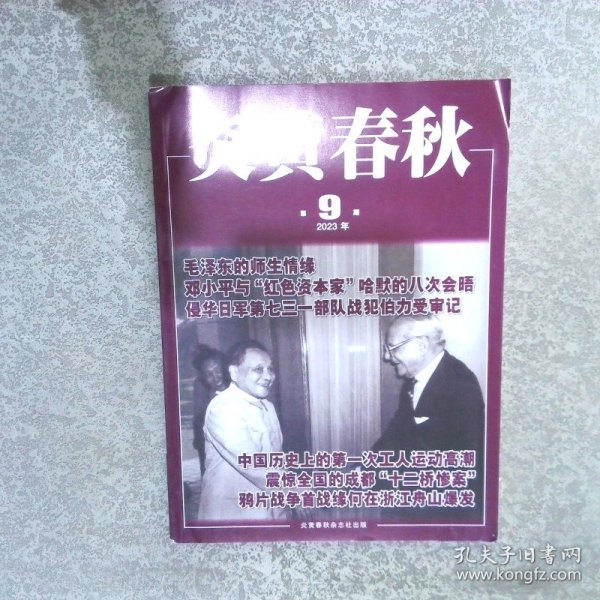 炎黄春秋
第 9 期
2023 年
毛泽东的师生情缘
邓小平与“红色资本家”哈默的八次会晤
侵华日军第七三一部队战犯伯力受审记
中国历史上的第一次工人运动高潮
震惊全国的成都“十二桥惨案”
鸦片战争首战缘何在浙江舟山爆发
炎黄春秋杂志社出版
孔夫子旧书网
www.kongfz.com